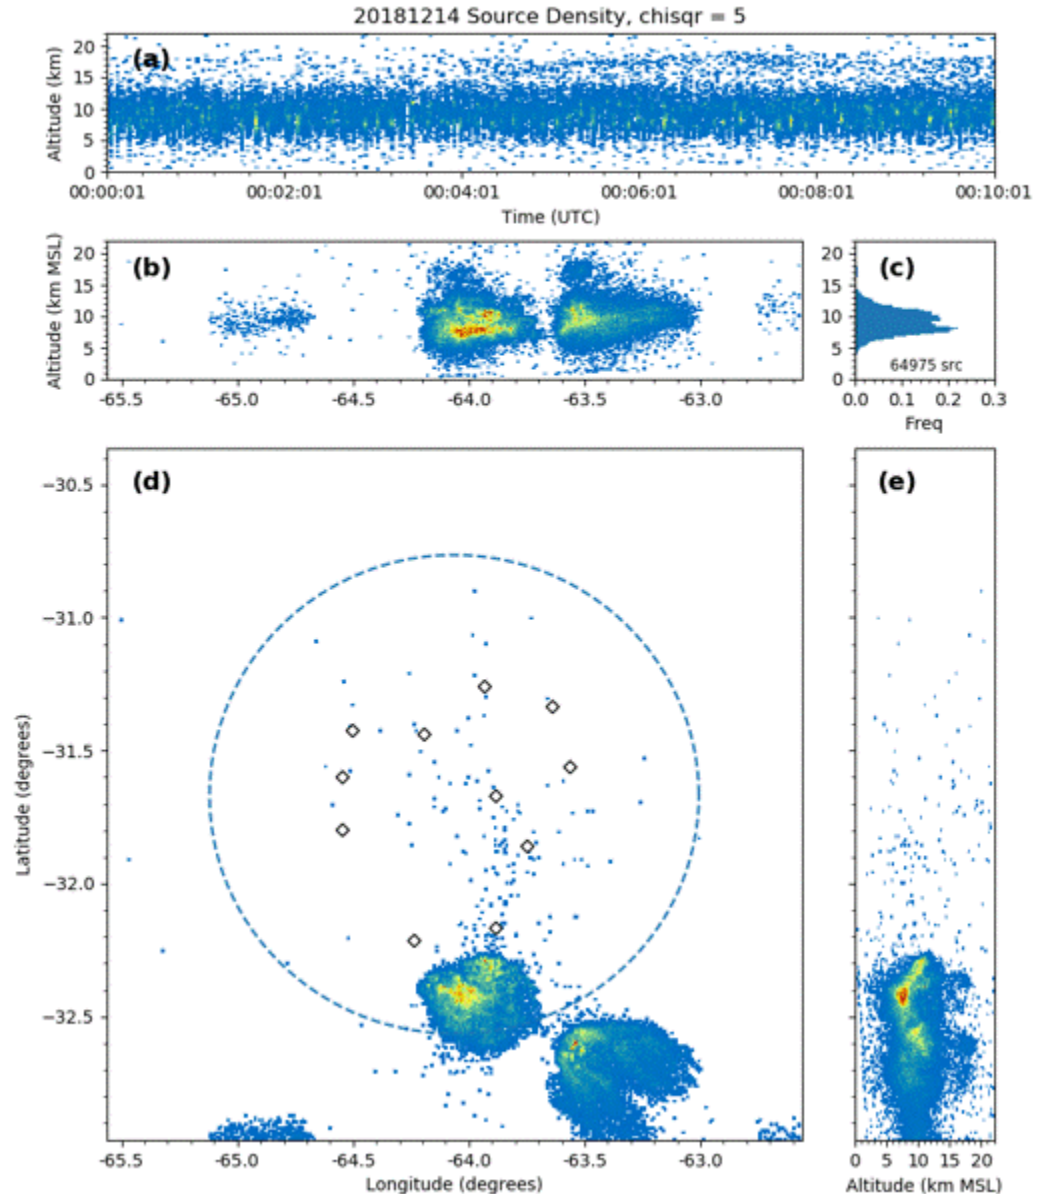 20181214 Source Density, chisqr = 5
(a)
Altitude (km)
20
15
10
5
0
00:00:01 00:02:01 00:04:01 00:06:01 00:08:01 00:10:01
Time (UTC)
(b)
Altitude (km MSL)
20
15
10
5
0
-65.5 -65.0 -64.5 -64.0 -63.5 -63.0
(c)
20
15
10
5
0
64975 src
0.0 0.1 0.2 0.3
Freq
(d)
Latitude (degrees)
−30.5
−31.0
−31.5
−32.0
−32.5
-65.5 -65.0 -64.5 -64.0 -63.5 -63.0
Longitude (degrees)
(e)
0 5 10 15 20
Altitude (km MSL)